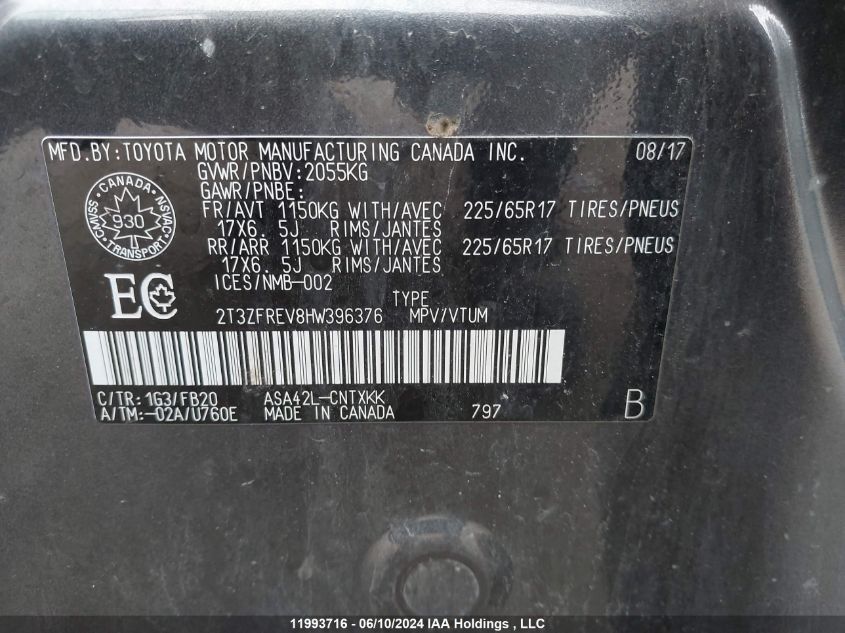 MFD.BY:TOYOTA MOTOR MANUFACTURING CANADA INC. 08/17
GVWR/PNBV:2055KG
GAWR/PNBE:
FR/AVT 1150KG WITH/AVEC 225/65R17 TIRES/PNEUS
17X6. 5J RIMS/JANTES
RR/ARR 1150KG WITH/AVEC 225/65R17 TIRES/PNEUS
17X6. 5J RIMS/JANTES
ICES/NMB-002
CANADA
CMVSS NSVAC
930
TRANSPORT
EC
TYPE
2T3ZFREV8HW396376 MPV/VTUM
C/TR: 1G3/FB20 ASA42L-CNTXKK
A/TM:-02A/U760E MADE IN CANADA 797 B
11993716 - 06/10/2024 IAA Holdings , LLC